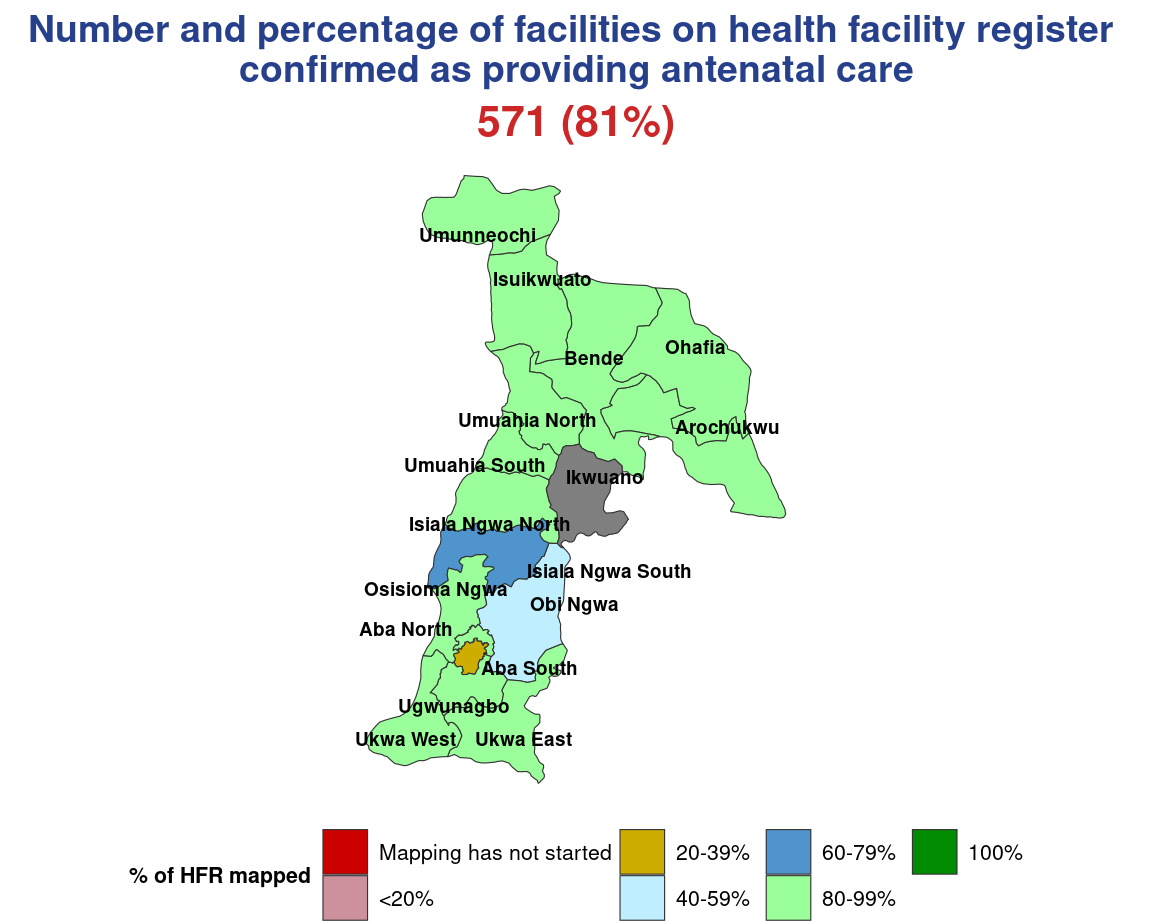 Number and percentage of facilities on health facility register
confirmed as providing antenatal care
571 (81%)
Umunneochi
Isuikwuato
Ohafia
Bende
Umuahia North
Arochukwu
Umuahia South
Ikwuano
Isiala Ngwa North
Isiala Ngwa South
Osisioma Ngwa
Obi Ngwa
Aba North
Aba South
Ugwunagbo
Ukwa West
Ukwa East
% of HFR mapped
Mapping has not started
<20%
20-39%
40-59%
60-79%
80-99%
100%